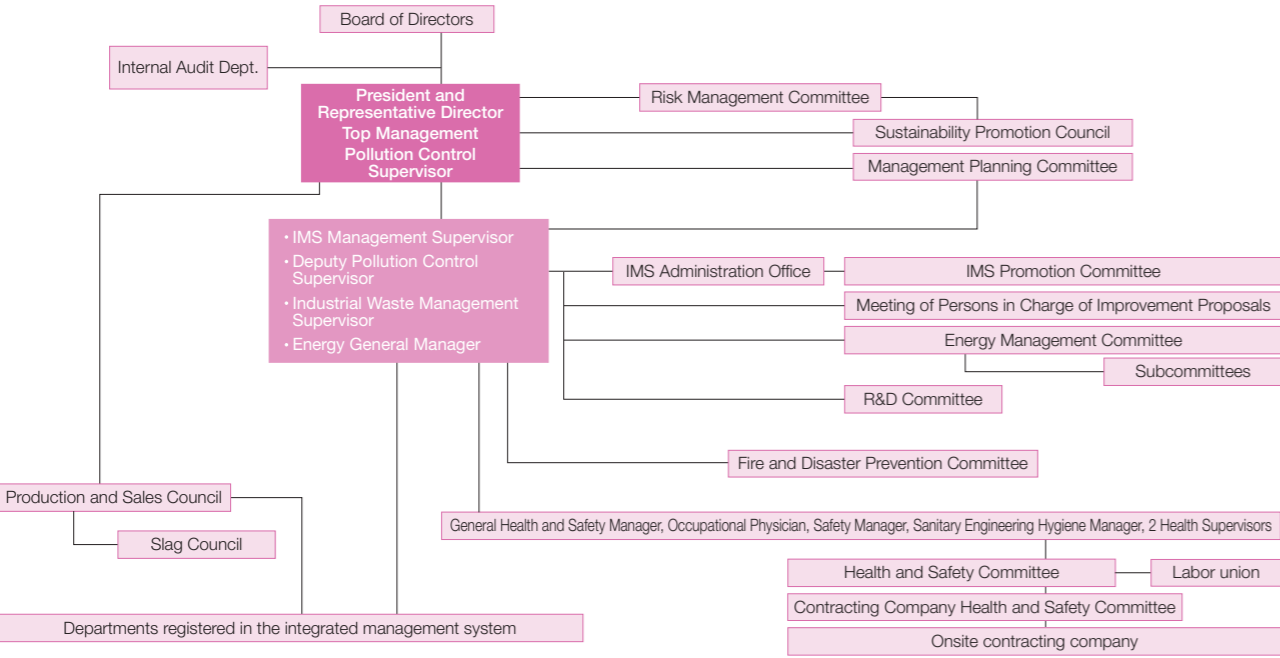 Board of Directors
Internal Audit Dept.
President and
Representative Director
Top Management
Pollution Control
Supervisor
Risk Management Committee
Sustainability Promotion Council
Management Planning Committee
・IMS Management Supervisor
・Deputy Pollution Control
Supervisor
・Industrial Waste Management
Supervisor
・Energy General Manager
IMS Administration Office
IMS Promotion Committee
Meeting of Persons in Charge of Improvement Proposals
Energy Management Committee
Subcommittees
R&D Committee
Fire and Disaster Prevention Committee
Production and Sales Council
Slag Council
General Health and Safety Manager, Occupational Physician, Safety Manager, Sanitary Engineering Hygiene Manager, 2 Health Supervisors
Health and Safety Committee
Labor union
Contracting Company Health and Safety Committee
Departments registered in the integrated management system
Onsite contracting company